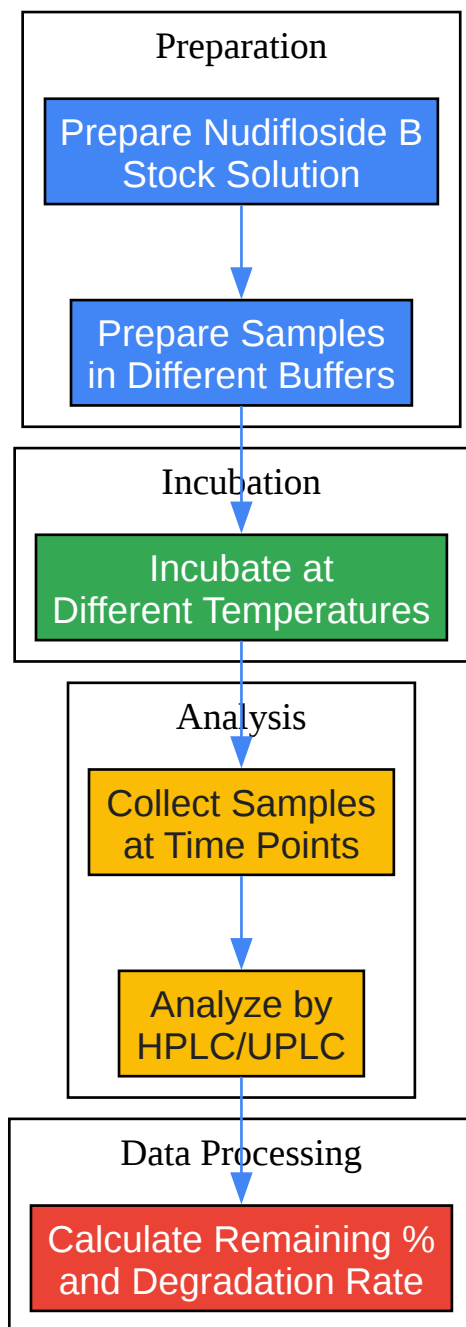 Preparation
Prepare Nudifloside B
Stock Solution
Prepare Samples
in Different Buffers
Incubation
Incubate at
Different Temperatures
Analysis
Collect Samples
at Time Points
Analyze by
HPLC/UPLC
Data Processing
Calculate Remaining %
and Degradation Rate